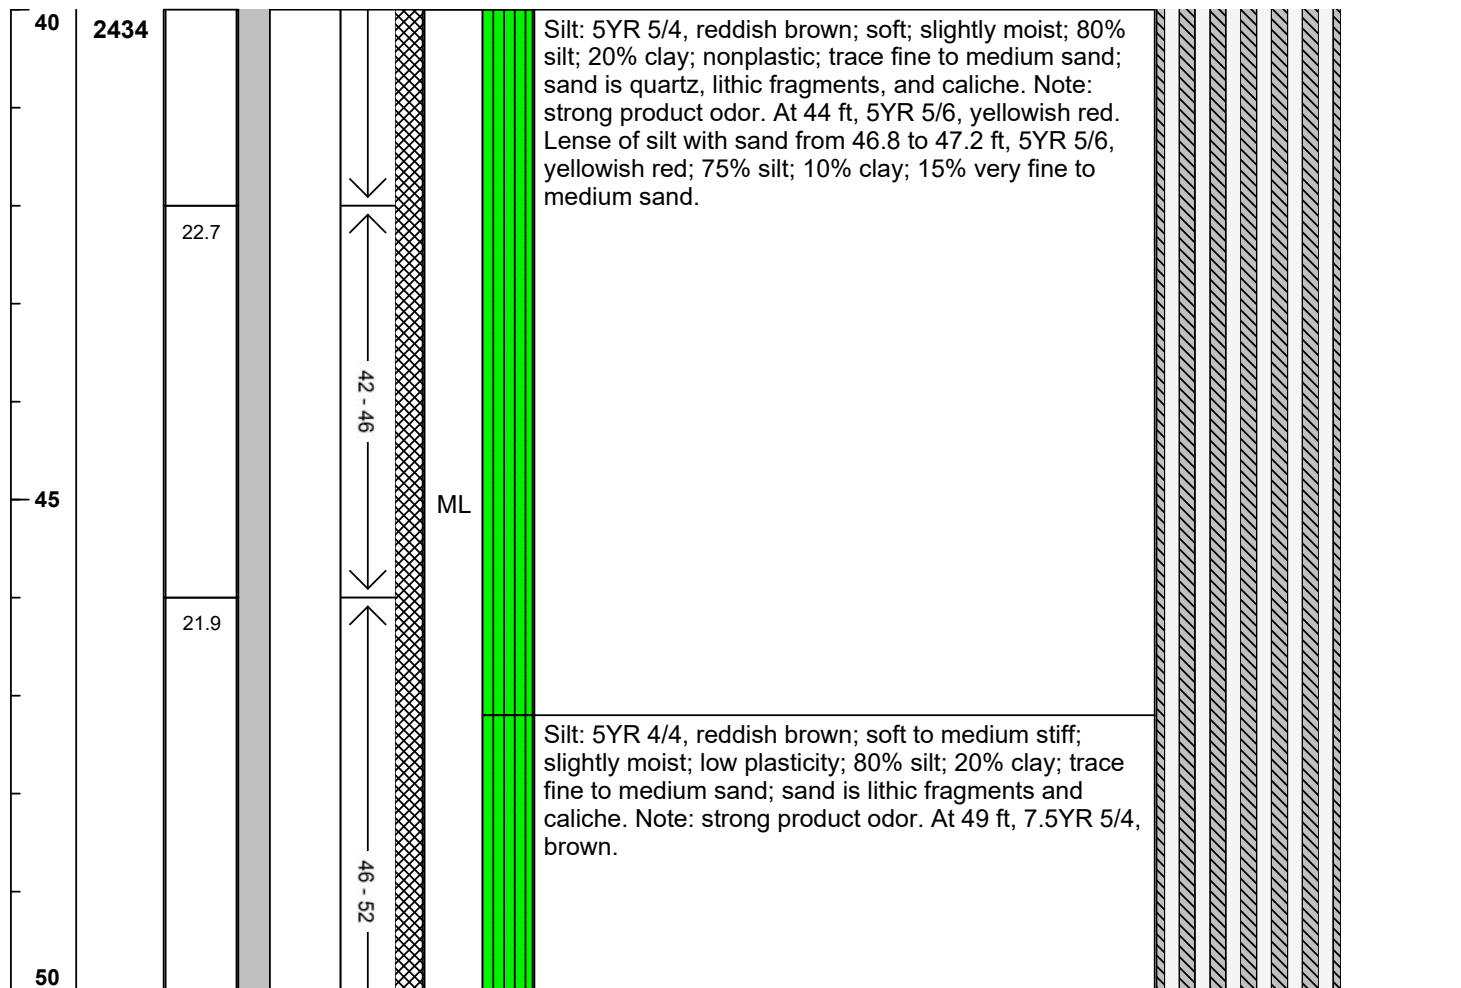 40
2434
Silt: 5YR 5/4, reddish brown; soft; slightly moist; 80%
silt; 20% clay; nonplastic; trace fine to medium sand;
sand is quartz, lithic fragments, and caliche. Note:
strong product odor. At 44 ft, 5YR 5/6, yellowish red.
Lense of silt with sand from 46.8 to 47.2 ft, 5YR 5/6,
yellowish red; 75% silt; 10% clay; 15% very fine to
medium sand.
22.7
42 - 46
45
ML
21.9
Silt: 5YR 4/4, reddish brown; soft to medium stiff;
slightly moist; low plasticity; 80% silt; 20% clay; trace
fine to medium sand; sand is lithic fragments and
caliche. Note: strong product odor. At 49 ft, 7.5YR 5/4,
brown.
46 - 52
50